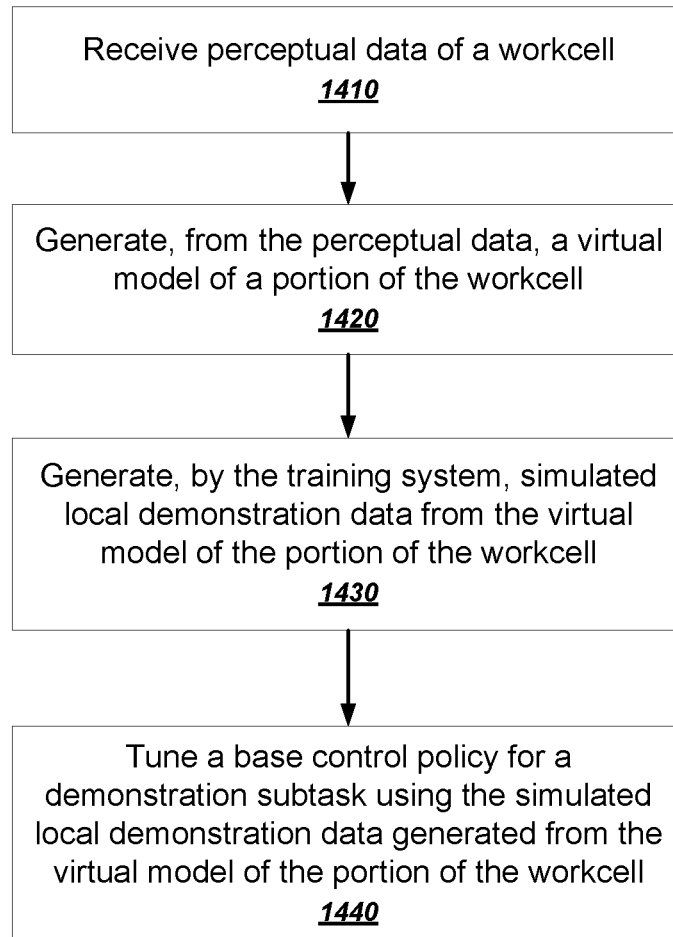 Receive perceptual data of a workcell
1410
Generate, from the perceptual data, a virtual
model of a portion of the workcell
1420
Generate, by the training system, simulated
local demonstration data from the virtual
model of the portion of the workcell
1430
Tune a base control policy for a
demonstration subtask using the simulated
local demonstration data generated from the
virtual model of the portion of the workcell
1440